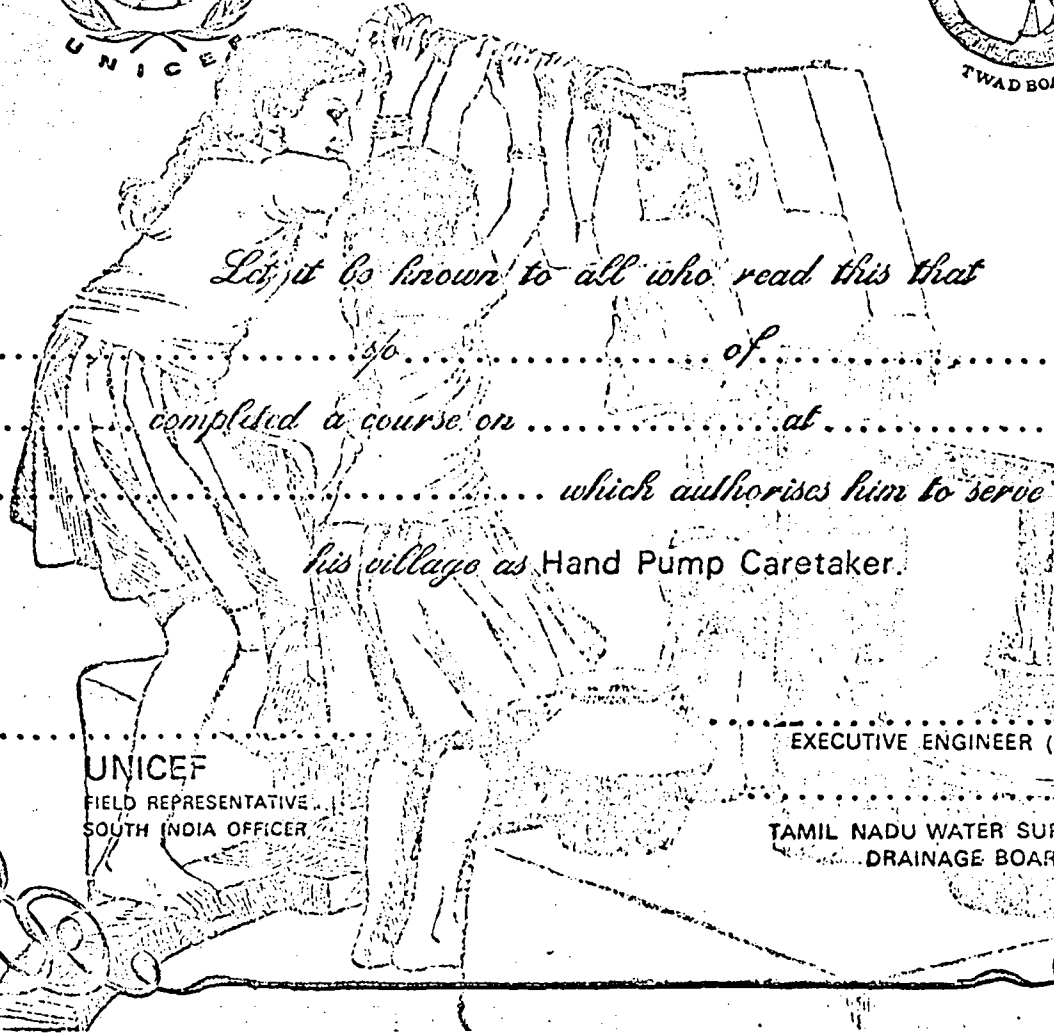 UNICEF
TWAD BOA
Let it be known to all who read this that
s/o of
completed a course on at
which authorises him to serve
his village as Hand Pump Caretaker.
EXECUTIVE ENGINEER (
UNICEF
FIELD REPRESENTATIVE
SOUTH INDIA OFFICER
TAMIL NADU WATER SUP
DRAINAGE BOAR